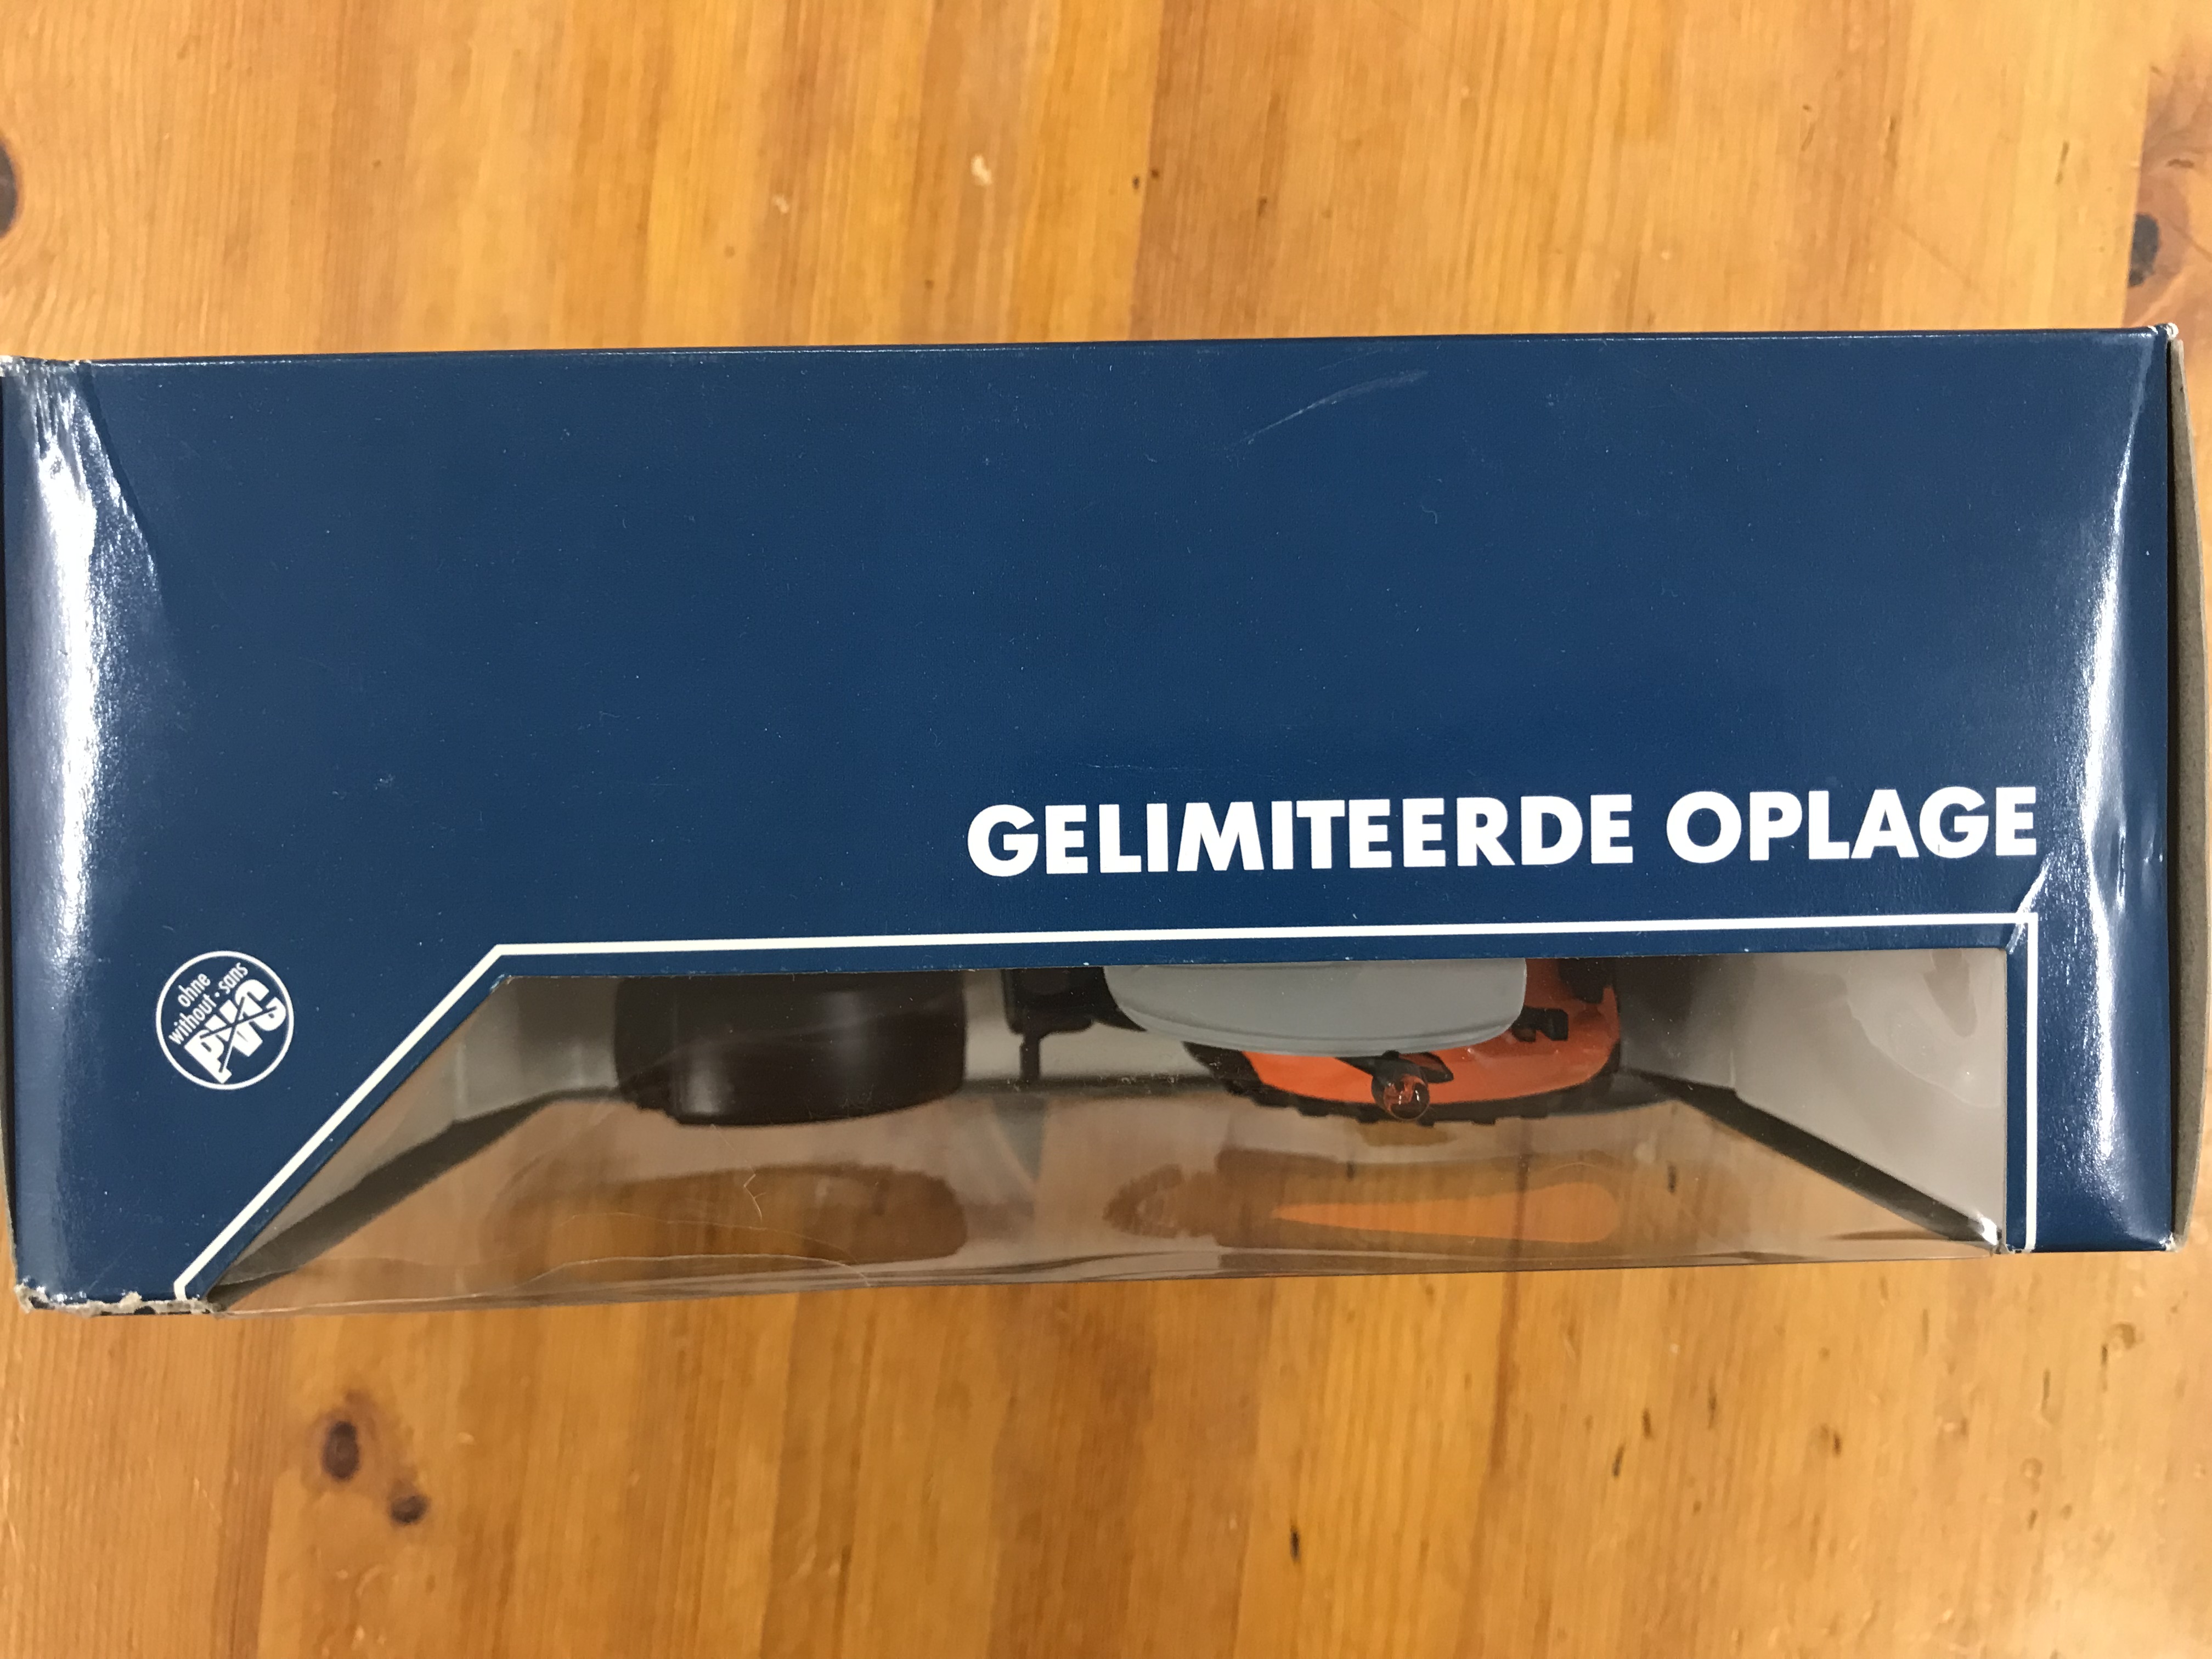 GELIMITEERDE OPLAGE
ohne
without · sans
PVC